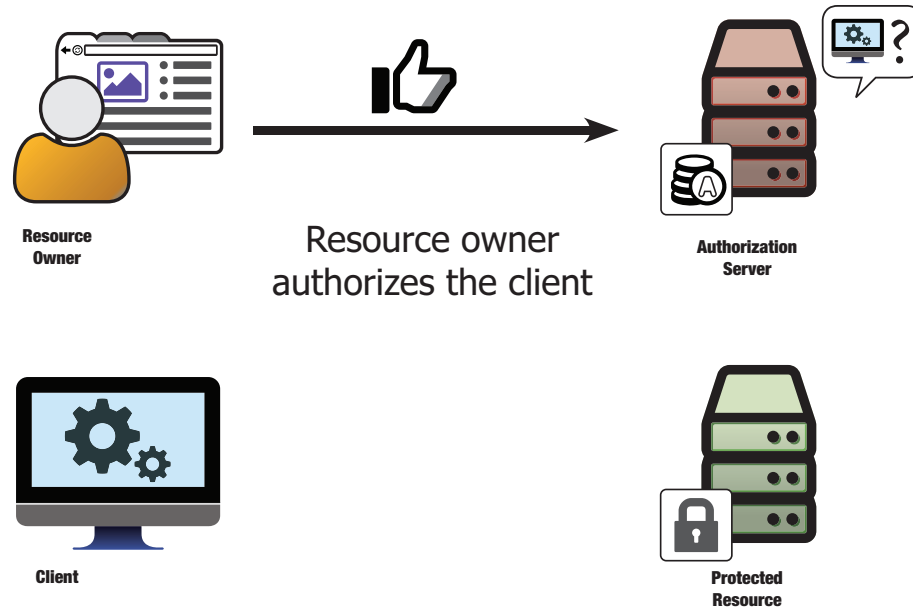 Resource
Owner
Resource owner
authorizes the client
A
Authorization
Server
?
Client
Protected
Resource